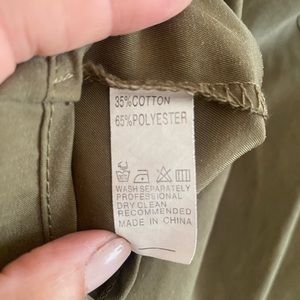 35%COTTON
65%POLYESTER
WASH SEPARATELY
PROFESSIONAL
DRY CLEAN
RECOMMENDED
MADE IN CHINA